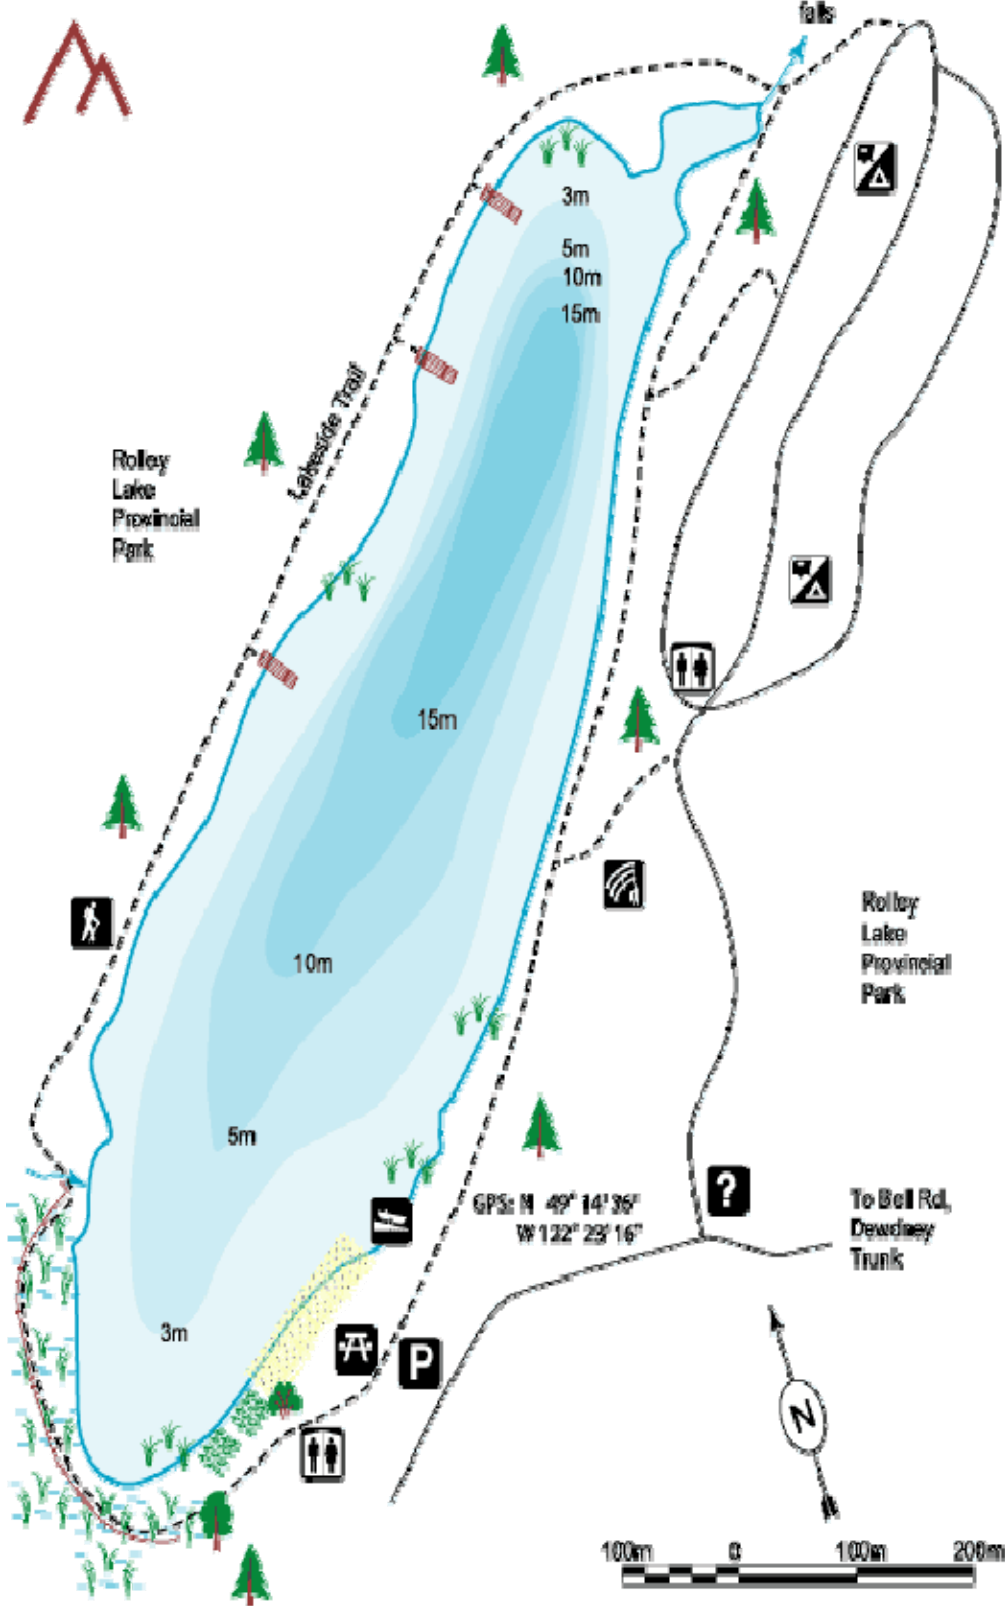 falls
3m
5m
10m
15m
Lakeside Trail
Rolley
Lake
Provincial
Park
15m
10m
Rolley
Lake
Provincial
Park
5m
?
GPS: N 49° 14' 36"
W 122° 23' 16"
To Bell Rd,
Dewdney
Trunk
3m
P
N
100m 0 100m 200m